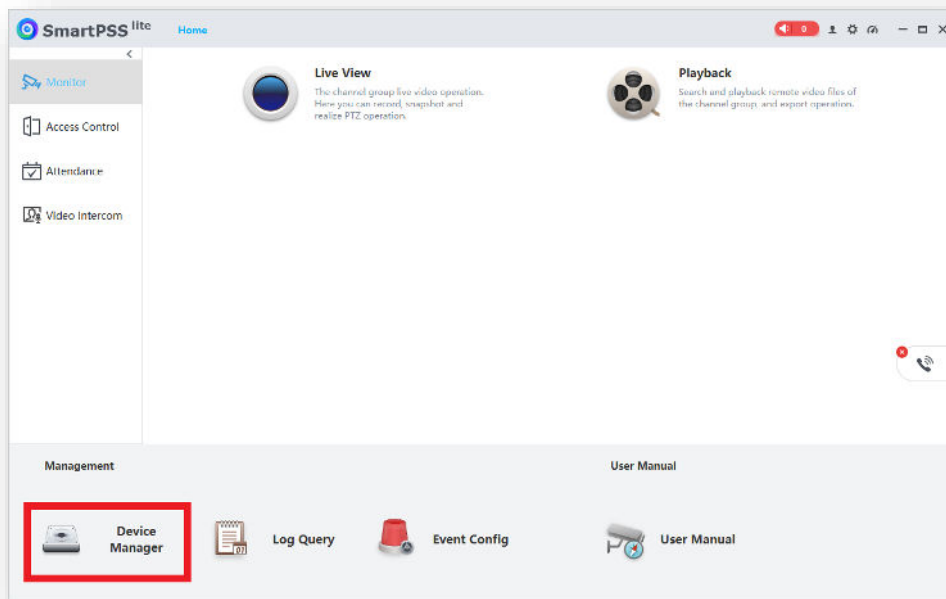 SmartPSS lite
Home
0
Monitor
Access Control
Attendance
Video Intercom
Live View
The channel group live video operation.
Here you can record, snapshot and
realize PTZ operation.
Playback
Search and playback remote video files of
the channel group, and export operation.
Management
User Manual
Device
Manager
Log Query
07
Event Config
User Manual